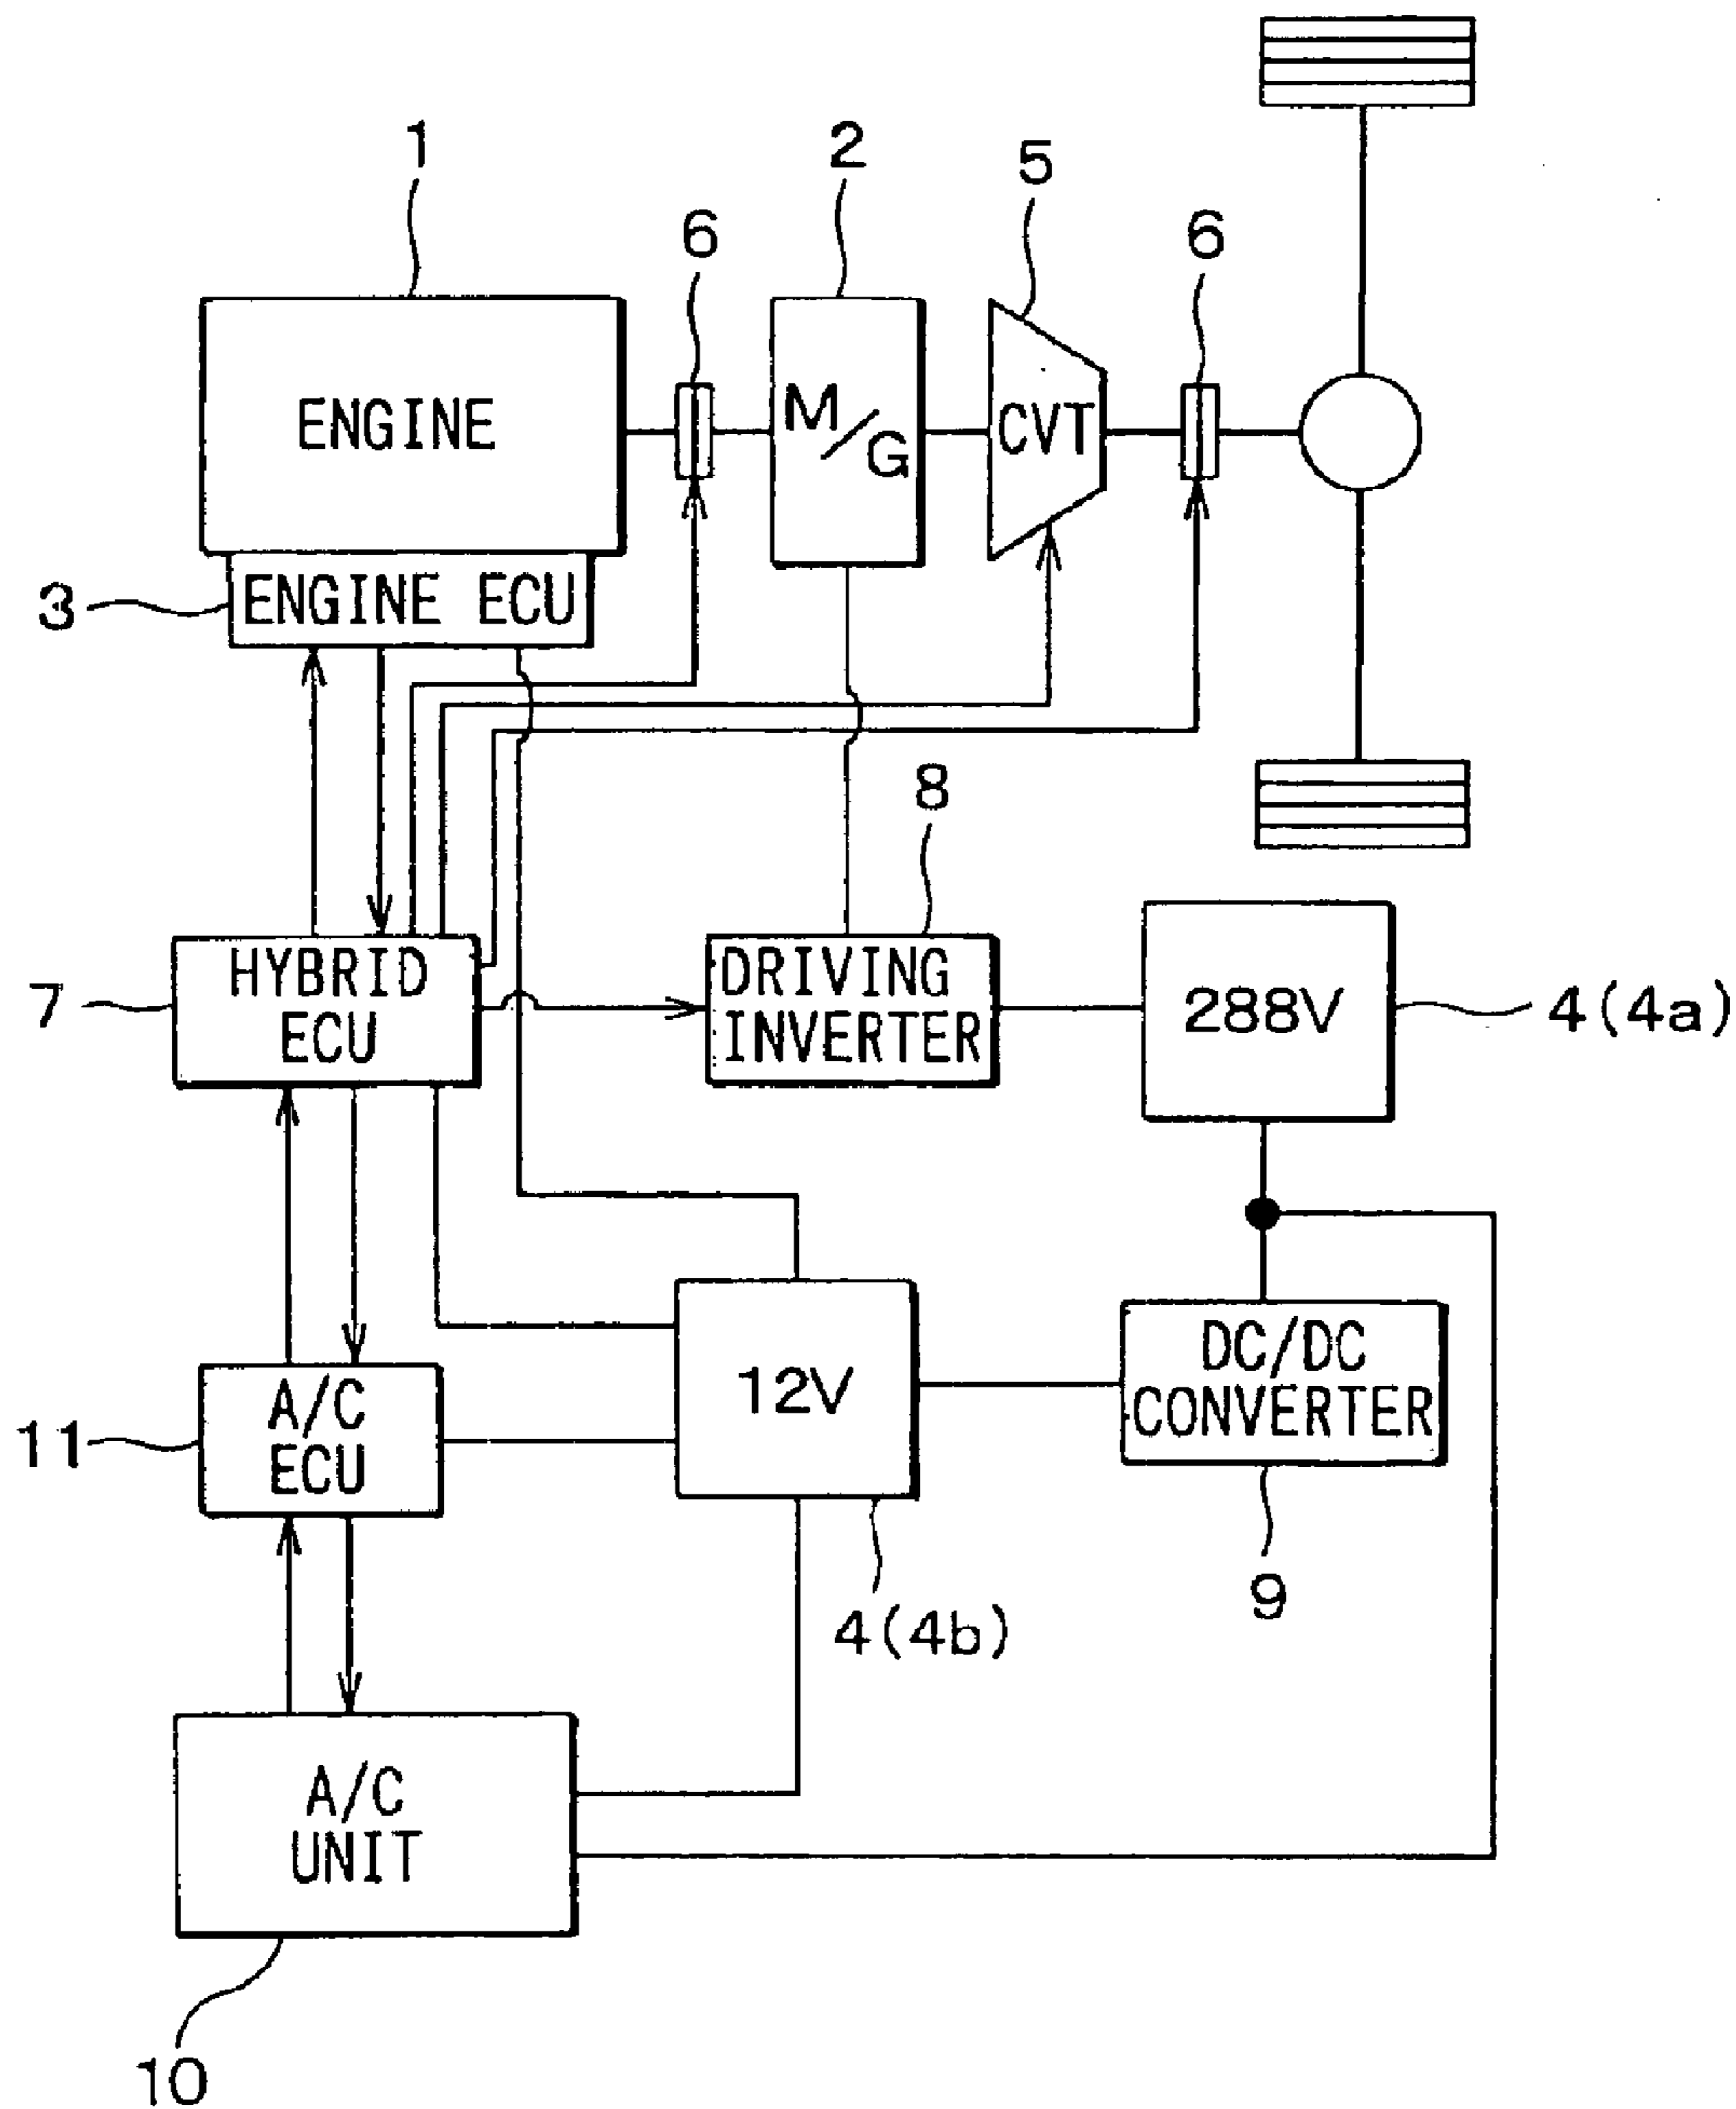 1
2
5
6
6
ENGINE
M/G
CVT
3
ENGINE ECU
8
7
HYBRID
ECU
DRIVING
INVERTER
288V
4(4a)
11
A/C
ECU
12V
DC/DC
CONVERTER
9
4(4b)
A/C
UNIT
10